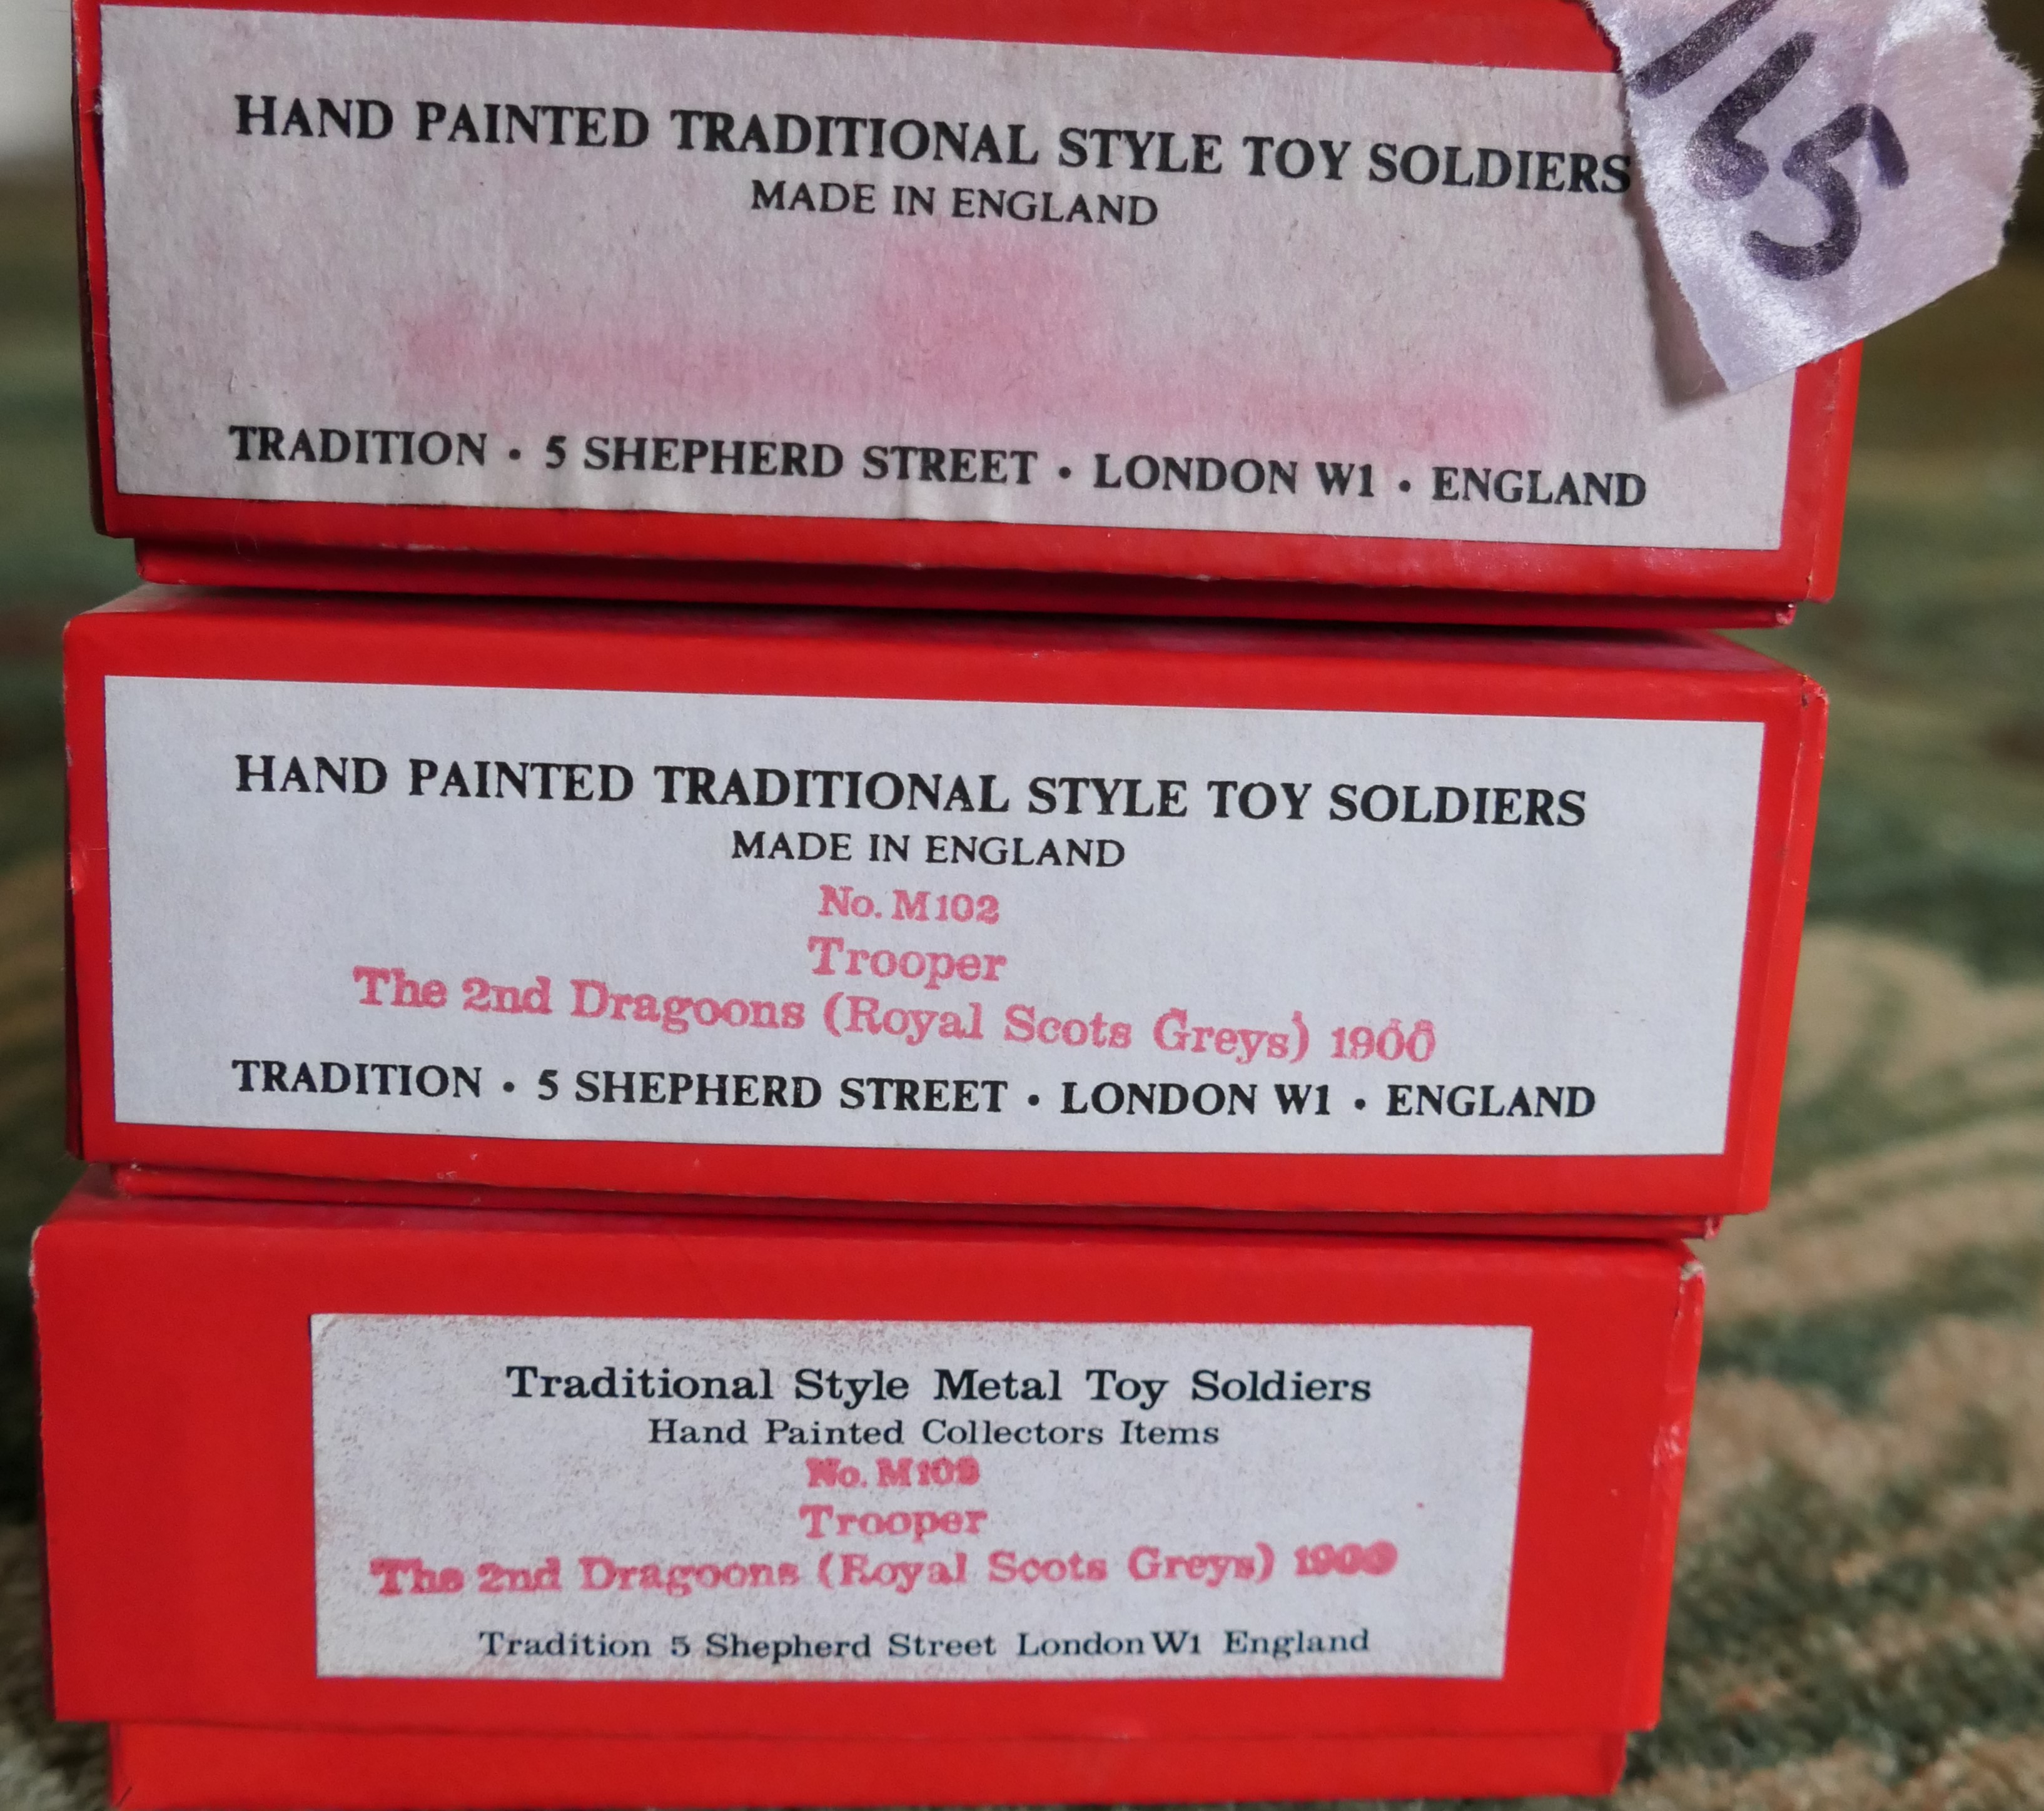 HAND PAINTED TRADITIONAL STYLE TOY SOLDIERS
MADE IN ENGLAND
TRADITION • 5 SHEPHERD STREET • LONDON W1 • ENGLAND
HAND PAINTED TRADITIONAL STYLE TOY SOLDIERS
MADE IN ENGLAND
No. M102
Trooper
The 2nd Dragoons (Royal Scots Greys) 1900
TRADITION • 5 SHEPHERD STREET • LONDON W1 • ENGLAND
Traditional Style Metal Toy Soldiers
Hand Painted Collectors Items
No.
Trooper
The 2nd Dragoons (Royal Scots Greys) 1900
Tradition 5 Shepherd Street London W1 England